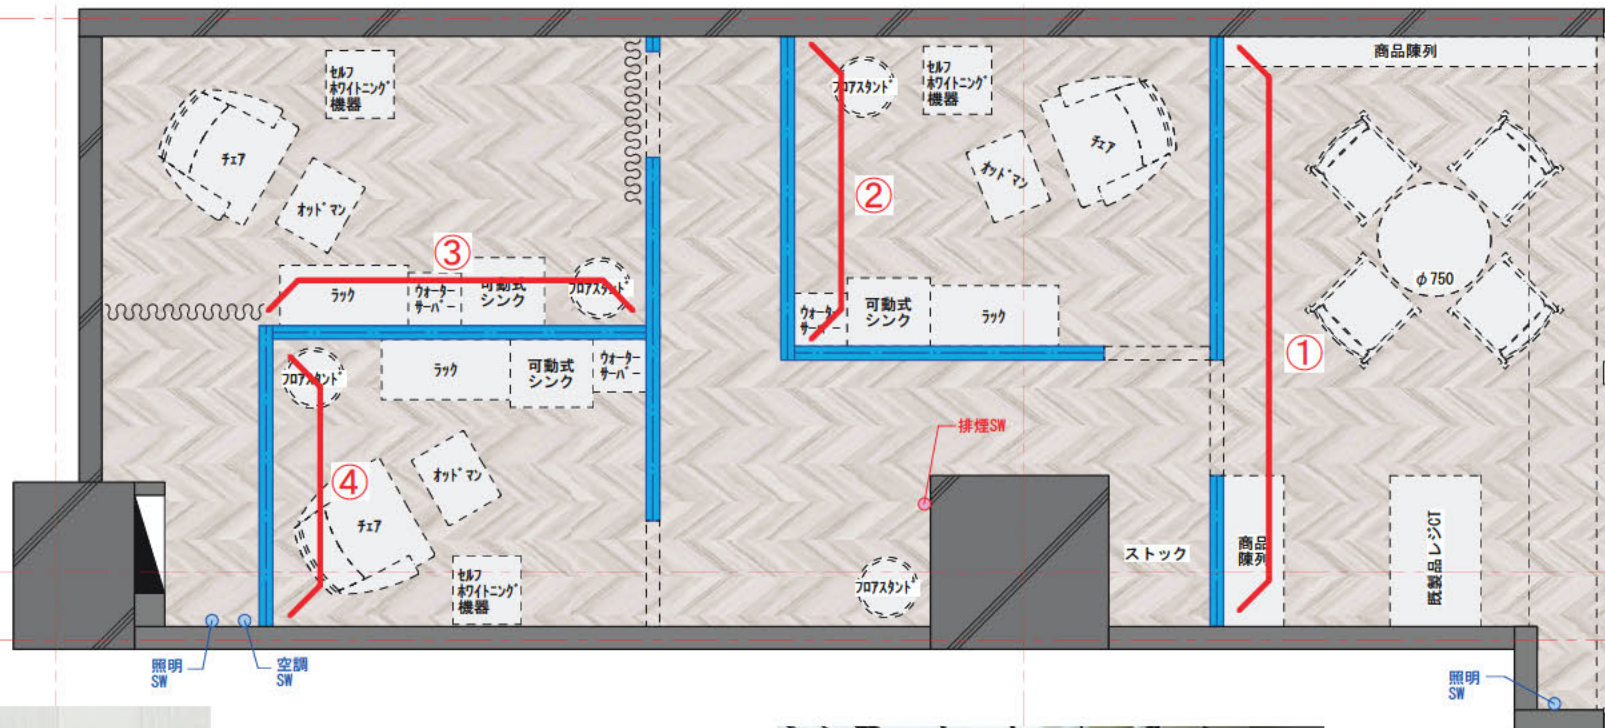 セルフ
ホワイトニング
機器
チェア
オットﾞマン
③
ラック
ウォーター
サーバー
可動式
シンク
フロアスタンド
フロアスタンド
ラック
可動式
シンク
ウォーター
サーバー
④
オットﾞマン
チェア
セルフ
ホワイトニング
機器
照明
SW
空調
SW
フロアスタンド
セルフ
ホワイトニング
機器
チェア
オットﾞマン
②
ウォーター
サーバー
可動式
シンク
ラック
排煙SW
フロアスタンド
ストック
商品陳列
φ750
①
商品
陳列
既製品レジCT
照明
SW